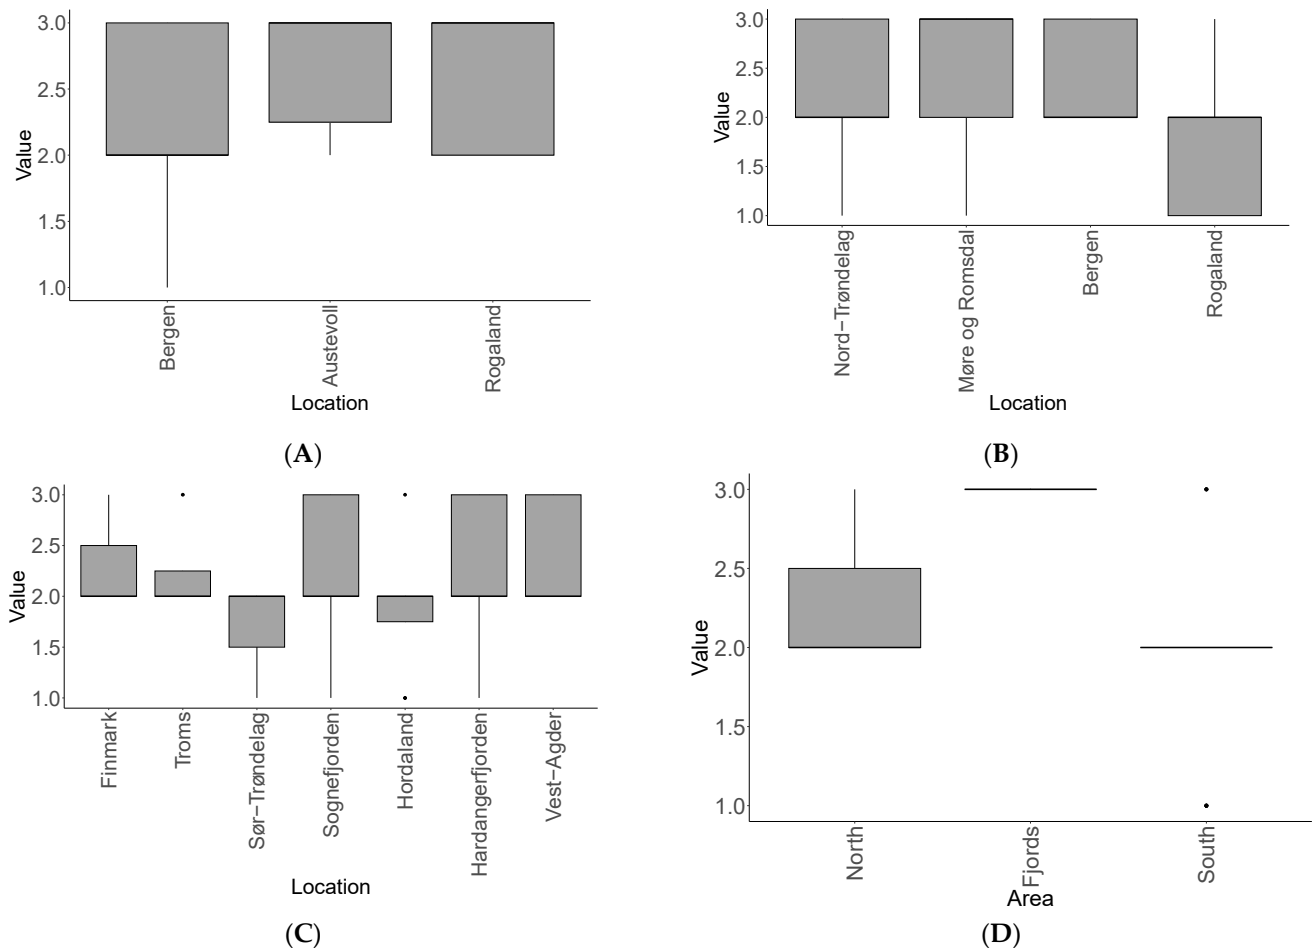 3.0
2.5
2.0
1.5
1.0
Value
Bergen
Austevoll
Rogaland
Location
(A)
3.0
2.5
2.0
1.5
1.0
Value
Nord-Trøndelag
Møre og Romsdal
Bergen
Rogaland
Location
(B)
3.0
2.5
2.0
1.5
1.0
Value
Finmark
Troms
Sør-Trøndelag
Sognefjorden
Hordaland
Hardangerfjorden
Vest-Agder
Location
(C)
3.0
2.5
2.0
1.5
1.0
Value
North
Fjords
South
Area
(D)